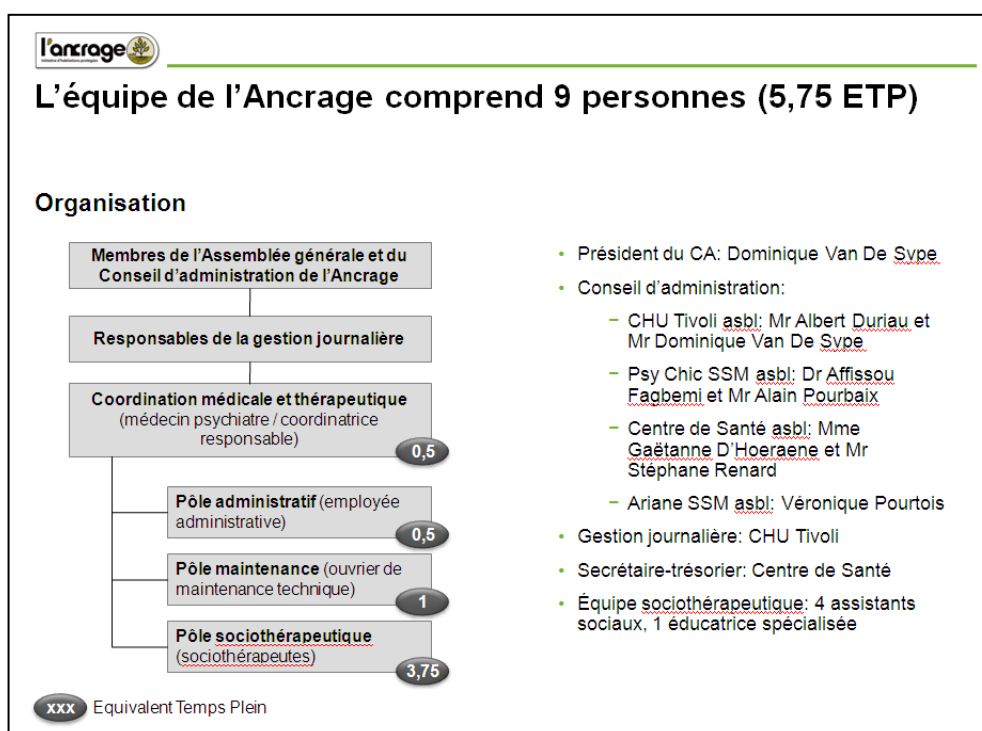 l'ancrage
Initiative d'habitations protégées
L'équipe de l'Ancrage comprend 9 personnes (5,75 ETP)
Organisation
Membres de l'Assemblée générale et du
Conseil d'administration de l'Ancrage
Responsables de la gestion journalière
Coordination médicale et thérapeutique
(médecin psychiatre / coordinatrice
responsable)
0,5
Pôle administratif (employée
administrative)
0,5
Pôle maintenance (ouvrier de
maintenance technique)
1
Pôle sociothérapeutique
(sociothérapeutes)
3,75
xxx Equivalent Temps Plein
• Président du CA: Dominique Van De Sype
• Conseil d'administration:
− CHU Tivoli asbl: Mr Albert Duriau et
Mr Dominique Van De Sype
− Psy Chic SSM asbl: Dr Affissou
Fagbemi et Mr Alain Pourbaix
− Centre de Santé asbl: Mme
Gaëtanne D'Hoeraene et Mr
Stéphane Renard
− Ariane SSM asbl: Véronique Pourtois
• Gestion journalière: CHU Tivoli
• Secrétaire-trésorier: Centre de Santé
• Équipe sociothérapeutique: 4 assistants
sociaux, 1 éducatrice spécialisée